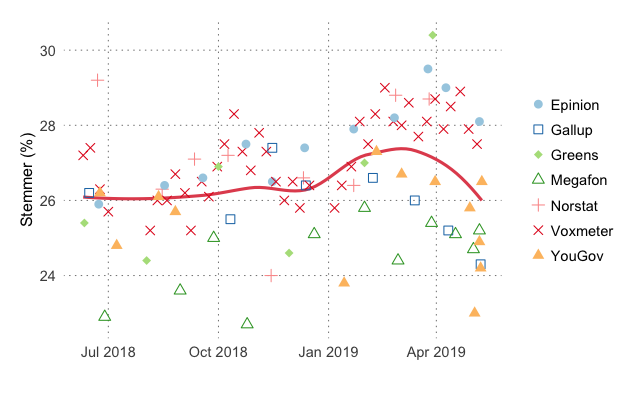 30
28
26
24
Stemmer (%)
Jul 2018
Oct 2018
Jan 2019
Apr 2019
Epinion
Gallup
Greens
Megafon
Norstat
Voxmeter
YouGov